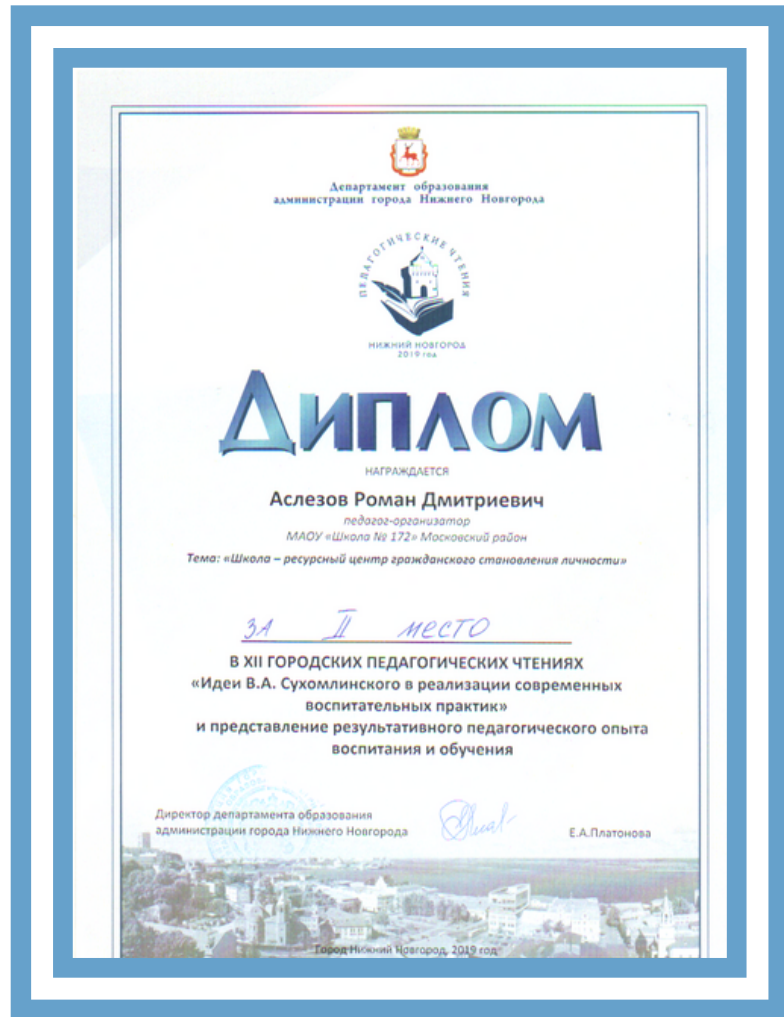 Департамент образования
администрации города Нижнего Новгорода
ПЕДАГОГИЧЕСКИЕ ЧТЕНИЯ
НИЖНИЙ НОВГОРОД
2019 год
ДИПЛОМ
НАГРАЖДАЕТСЯ
Аслезов Роман Дмитриевич
педагог-организатор
МАОУ «Школа № 172» Московский район
Тема: «Школа – ресурсный центр гражданского становления личности»
ЗА II МЕСТО
В XII ГОРОДСКИХ ПЕДАГОГИЧЕСКИХ ЧТЕНИЯХ
«Идеи В.А. Сухомлинского в реализации современных
воспитательных практик»
и представление результативного педагогического опыта
воспитания и обучения
Директор департамента образования
администрации города Нижнего Новгорода
Е.А.Платонова
Город Нижний Новгород, 2019 год